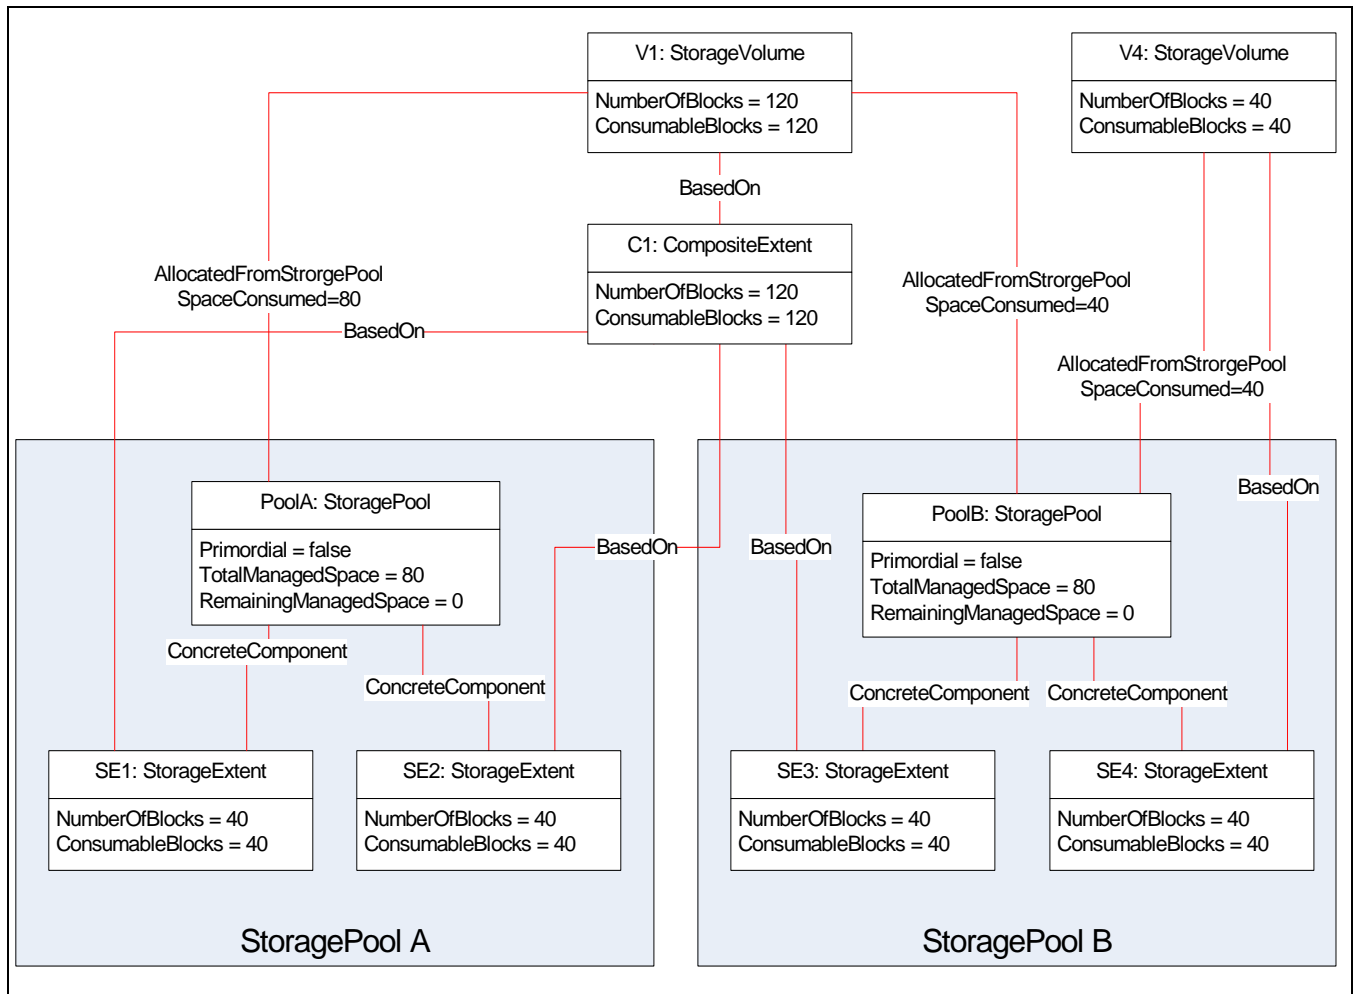 V1: StorageVolume
NumberOfBlocks = 120
ConsumableBlocks = 120
V4: StorageVolume
NumberOfBlocks = 40
ConsumableBlocks = 40
BasedOn
C1: CompositeExtent
NumberOfBlocks = 120
ConsumableBlocks = 120
AllocatedFromStrorgePool
SpaceConsumed=80
AllocatedFromStrorgePool
SpaceConsumed=40
BasedOn
AllocatedFromStrorgePool
SpaceConsumed=40
PoolA: StoragePool
Primordial = false
TotalManagedSpace = 80
RemainingManagedSpace = 0
BasedOn
BasedOn
BasedOn
PoolB: StoragePool
Primordial = false
TotalManagedSpace = 80
RemainingManagedSpace = 0
ConcreteComponent
ConcreteComponent
ConcreteComponent
ConcreteComponent
SE1: StorageExtent
NumberOfBlocks = 40
ConsumableBlocks = 40
SE2: StorageExtent
NumberOfBlocks = 40
ConsumableBlocks = 40
SE3: StorageExtent
NumberOfBlocks = 40
ConsumableBlocks = 40
SE4: StorageExtent
NumberOfBlocks = 40
ConsumableBlocks = 40
StoragePool A
StoragePool B